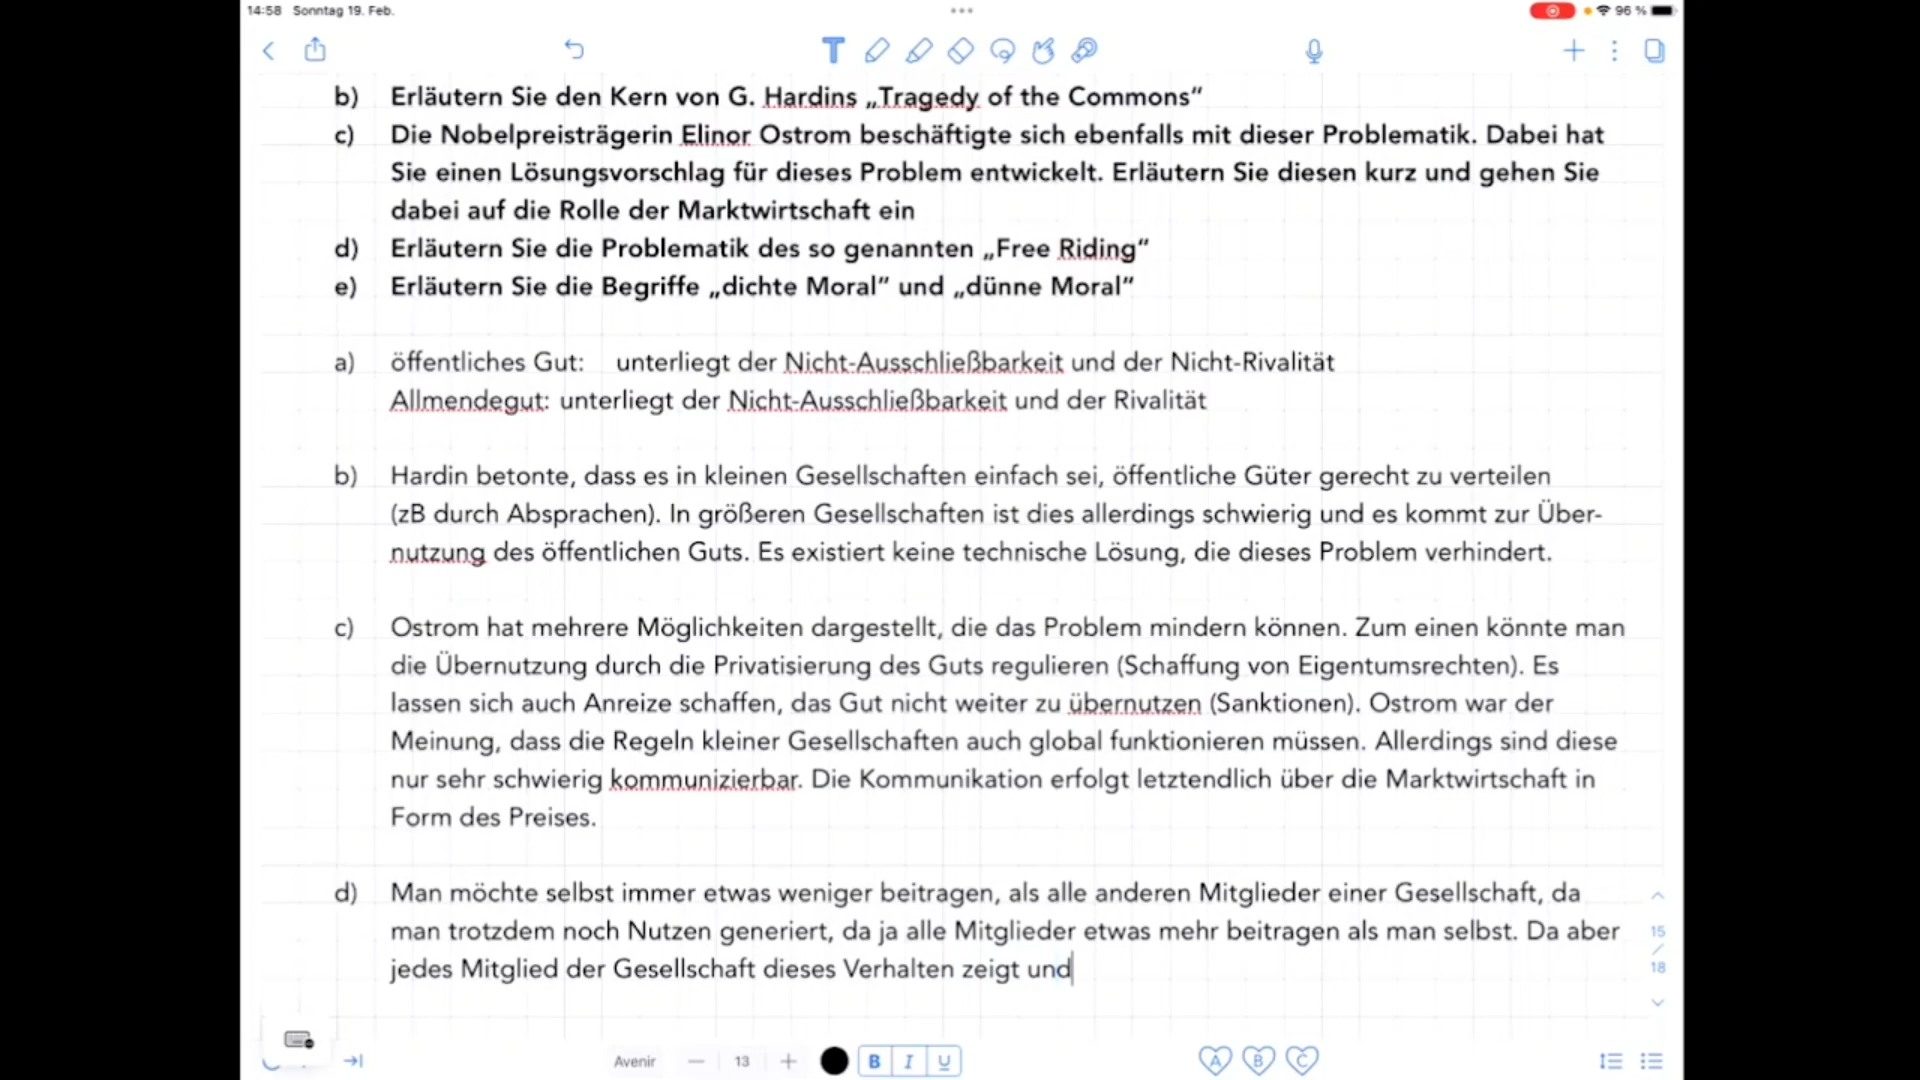 14:58 Sonntag 19. Feb.
96 %
b) Erläutern Sie den Kern von G. Hardins „Tragedy of the Commons“
c) Die Nobelpreisträgerin Elinor Ostrom beschäftigte sich ebenfalls mit dieser Problematik. Dabei hat
Sie einen Lösungsvorschlag für dieses Problem entwickelt. Erläutern Sie diesen kurz und gehen Sie
dabei auf die Rolle der Marktwirtschaft ein
d) Erläutern Sie die Problematik des so genannten „Free Riding“
e) Erläutern Sie die Begriffe „dichte Moral“ und „dünne Moral“
a) öffentliches Gut: unterliegt der Nicht-Ausschließbarkeit und der Nicht-Rivalität
Allmendegut: unterliegt der Nicht-Ausschließbarkeit und der Rivalität
b) Hardin betonte, dass es in kleinen Gesellschaften einfach sei, öffentliche Güter gerecht zu verteilen
(zB durch Absprachen). In größeren Gesellschaften ist dies allerdings schwierig und es kommt zur Über-
nutzung des öffentlichen Guts. Es existiert keine technische Lösung, die dieses Problem verhindert.
c) Ostrom hat mehrere Möglichkeiten dargestellt, die das Problem mindern können. Zum einen könnte man
die Übernutzung durch die Privatisierung des Guts regulieren (Schaffung von Eigentumsrechten). Es
lassen sich auch Anreize schaffen, das Gut nicht weiter zu übernutzen (Sanktionen). Ostrom war der
Meinung, dass die Regeln kleiner Gesellschaften auch global funktionieren müssen. Allerdings sind diese
nur sehr schwierig kommunizierbar. Die Kommunikation erfolgt letztendlich über die Marktwirtschaft in
Form des Preises.
d) Man möchte selbst immer etwas weniger beitragen, als alle anderen Mitglieder einer Gesellschaft, da
man trotzdem noch Nutzen generiert, da ja alle Mitglieder etwas mehr beitragen als man selbst. Da aber
jedes Mitglied der Gesellschaft dieses Verhalten zeigt und
15
/
18
Avenir — 13 + B I U A B C